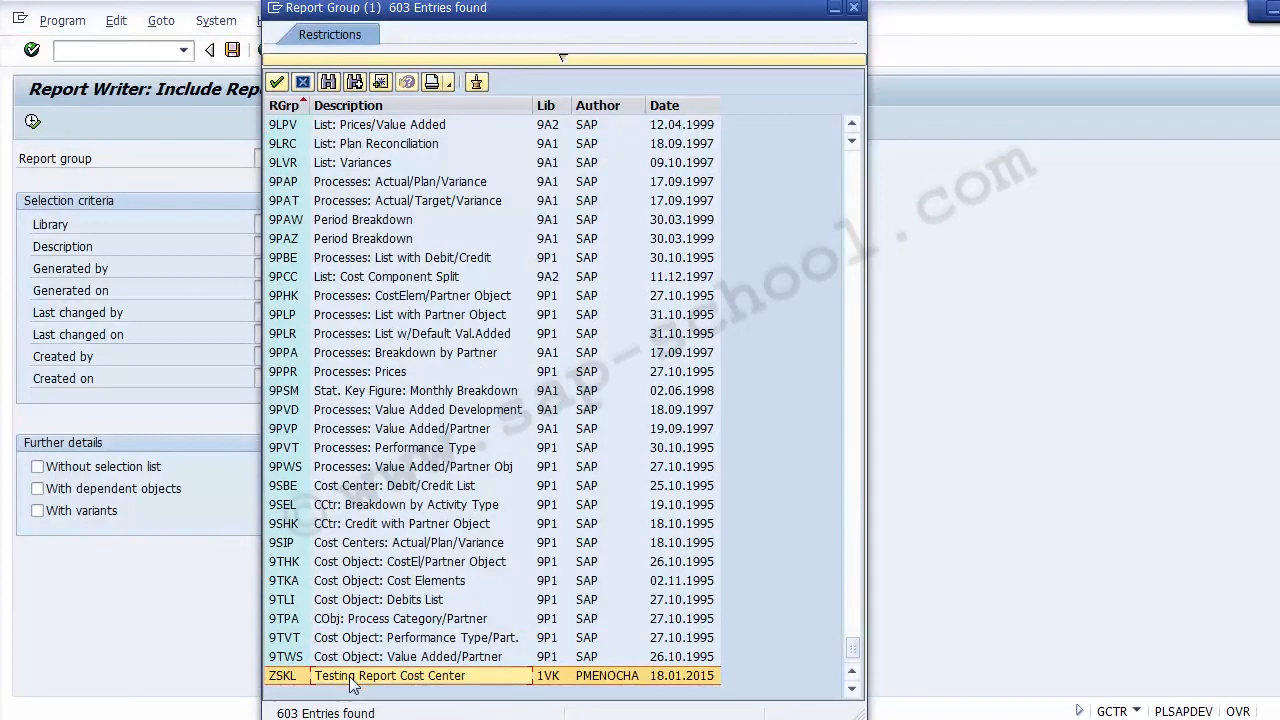 Report Group (1)  603 Entries found
Program Edit Goto System
Restrictions
Report Writer: Include Rep
RGrp Description Lib Author Date
9LPV List: Prices/Value Added 9A2 SAP 12.04.1999
9LRC List: Plan Reconciliation 9A1 SAP 18.09.1997
9LVR List: Variances 9A1 SAP 09.10.1997
9PAP Processes: Actual/Plan/Variance 9A1 SAP 17.09.1997
9PAT Processes: Actual/Target/Variance 9A1 SAP 17.09.1997
9PAW Period Breakdown 9A1 SAP 30.03.1999
9PAZ Period Breakdown 9A1 SAP 30.03.1999
9PBE Processes: List with Debit/Credit 9P1 SAP 30.10.1995
9PCC List: Cost Component Split 9A2 SAP 11.12.1997
9PHK Processes: CostElem/Partner Object 9P1 SAP 27.10.1995
9PLP Processes: List with Partner Object 9P1 SAP 31.10.1995
9PLR Processes: List w/Default Val.Added 9P1 SAP 31.10.1995
9PPA Processes: Breakdown by Partner 9A1 SAP 17.09.1997
9PPR Processes: Prices 9P1 SAP 27.10.1995
9PSM Stat. Key Figure: Monthly Breakdown 9A1 SAP 02.06.1998
9PVD Processes: Value Added Development 9A1 SAP 18.09.1997
9PVP Processes: Value Added/Partner 9A1 SAP 19.09.1997
9PVT Processes: Performance Type 9P1 SAP 30.10.1995
9PWS Processes: Value Added/Partner Obj 9P1 SAP 27.10.1995
9SBE Cost Center: Debit/Credit List 9P1 SAP 25.10.1995
9SEL CCtr: Breakdown by Activity Type 9P1 SAP 19.10.1995
9SHK CCtr: Credit with Partner Object 9P1 SAP 18.10.1995
9SIP Cost Centers: Actual/Plan/Variance 9P1 SAP 18.10.1995
9THK Cost Object: CostEl/Partner Object 9P1 SAP 26.10.1995
9TKA Cost Object: Cost Elements 9P1 SAP 02.11.1995
9TLI Cost Object: Debits List 9P1 SAP 27.10.1995
9TPA CObj: Process Category/Partner 9P1 SAP 27.10.1995
9TVT Cost Object: Performance Type/Part. 9P1 SAP 27.10.1995
9TWS Cost Object: Value Added/Partner 9P1 SAP 26.10.1995
ZSKL Testing Report Cost Center 1VK PMENOCHA 18.01.2015
603 Entries found
Report group
Selection criteria
Library
Description
Generated by
Generated on
Last changed by
Last changed on
Created by
Created on
Further details
Without selection list
With dependent objects
With variants
© www.sap-school.com
GCTR PLSAPDEV OVR